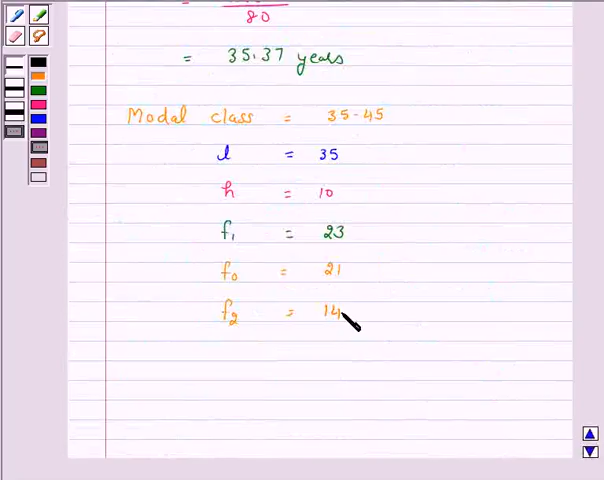 80
= 35.37 years
Modal class = 35-45
l = 35
h = 10
f1 = 23
f0 = 21
f2 = 14